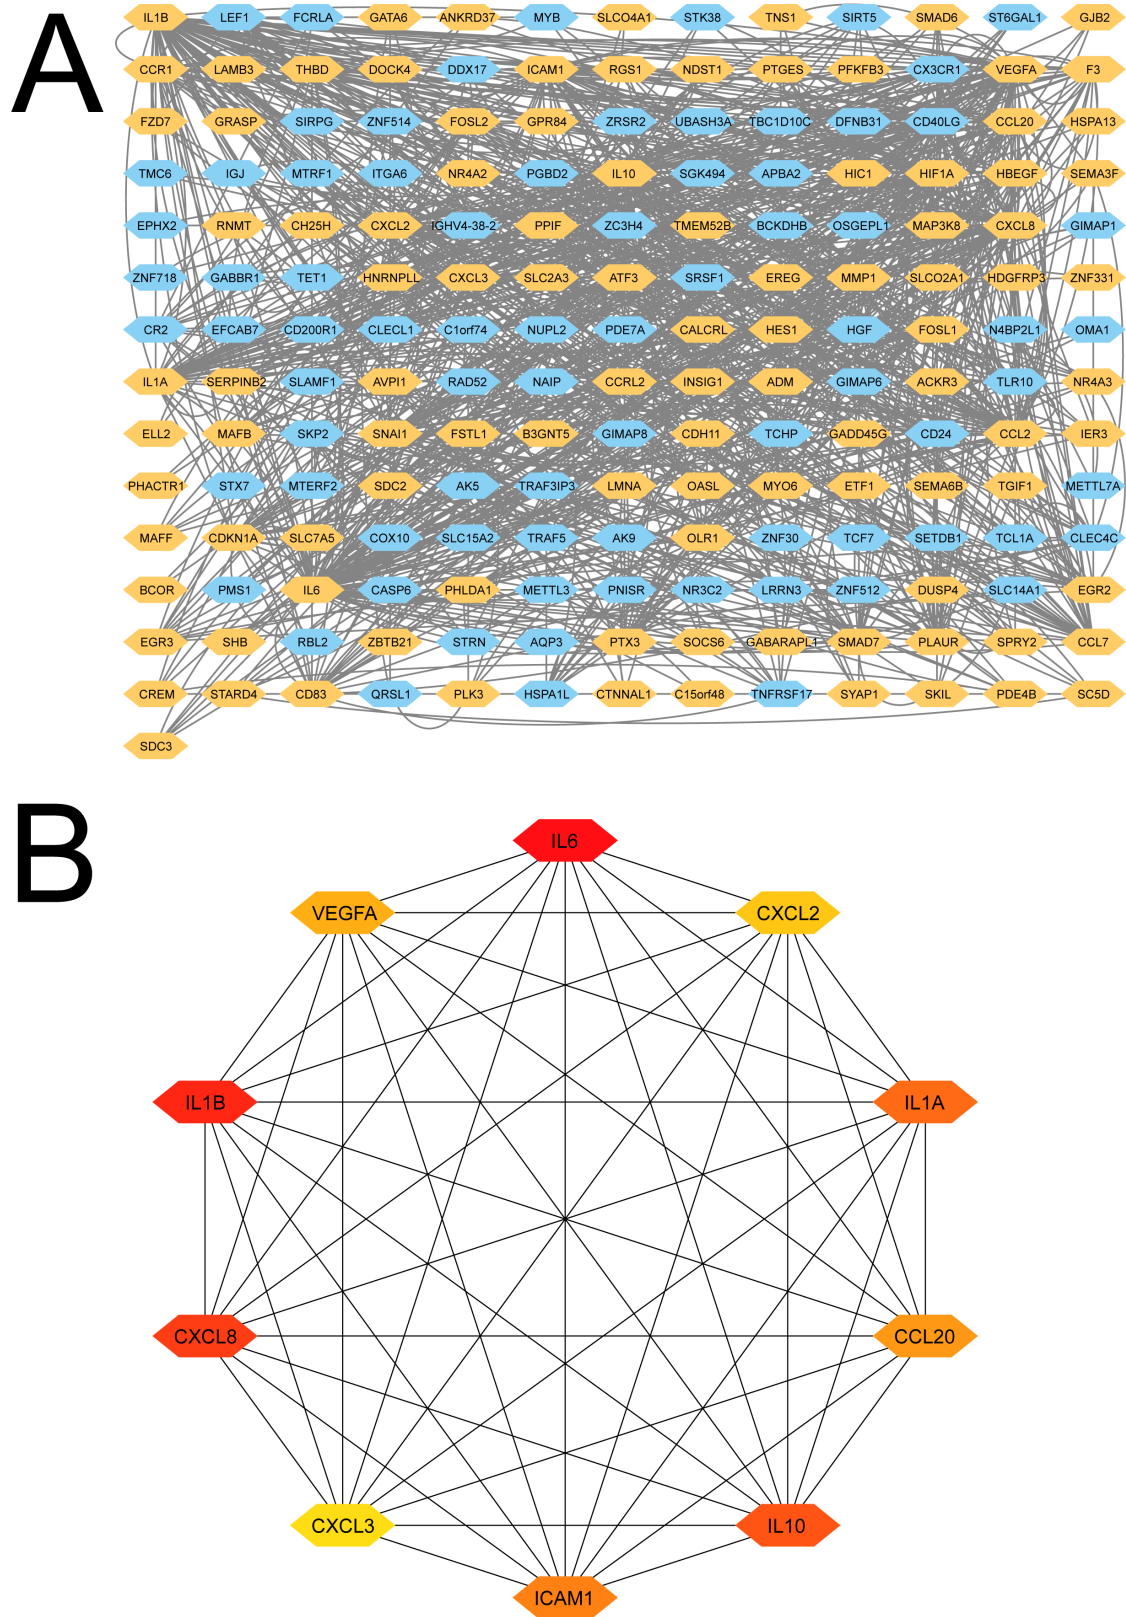 A
IL1B LEF1 FCRLA GATA6 ANKRD37 MYB SLCO4A1 STK38 TNS1 SIRT5 SMAD6 ST6GAL1 GJB2
CCR1 LAMB3 THBD DOCK4 DDX17 ICAM1 RGS1 NDST1 PTGES PFKFB3 CX3CR1 VEGFA F3
FZD7 GRASP SIRPG ZNF514 FOSL2 GPR84 ZRSR2 UBASH3A TBC1D10C DFNB31 CD40LG CCL20 HSPA13
TMC6 IGJ MTRF1 ITGA6 NR4A2 PGBD2 IL10 SGK494 APBA2 HIC1 HIF1A HBEGF SEMA3F
EPHX2 RNMT CH25H CXCL2 IGHV4-38-2 PPIF ZC3H4 TMEM52B BCKDHB OSGEPL1 MAP3K8 CXCL8 GIMAP1
ZNF718 GABBR1 TET1 HNRNPLL CXCL3 SLC2A3 ATF3 SRSF1 EREG MMP1 SLCO2A1 HDGFRP3 ZNF331
CR2 EFCAB7 CD200R1 CLECL1 C1orf74 NUPL2 PDE7A CALCRL HES1 HGF FOSL1 N4BP2L1 OMA1
IL1A SERPINB2 SLAMF1 AVPI1 RAD52 NAIP CCRL2 INSIG1 ADM GIMAP6 ACKR3 TLR10 NR4A3
ELL2 MAFB SKP2 SNAI1 FSTL1 B3GNT5 GIMAP8 CDH11 TCHP GADD45G CD24 CCL2 IER3
PHACTR1 STX7 MTERF2 SDC2 AK5 TRAF3IP3 LMNA OASL MYO6 ETF1 SEMA6B TGIF1 METTL7A
MAFF CDKN1A SLC7A5 COX10 SLC15A2 TRAF5 AK9 OLR1 ZNF30 TCF7 SETDB1 TCL1A CLEC4C
BCOR PMS1 IL6 CASP6 PHLDA1 METTL3 PNISR NR3C2 LRRN3 ZNF512 DUSP4 SLC14A1 EGR2
EGR3 SHB RBL2 ZBTB21 STRN AQP3 PTX3 SOCS6 GABARAPL1 SMAD7 PLAUR SPRY2 CCL7
CREM STARD4 CD83 QRSL1 PLK3 HSPA1L CTNNAL1 C15orf48 TNFRSF17 SYAP1 SKIL PDE4B SC5D
SDC3
B
IL6
VEGFA CXCL2
IL1B IL1A
CXCL8 CCL20
CXCL3 IL10
ICAM1